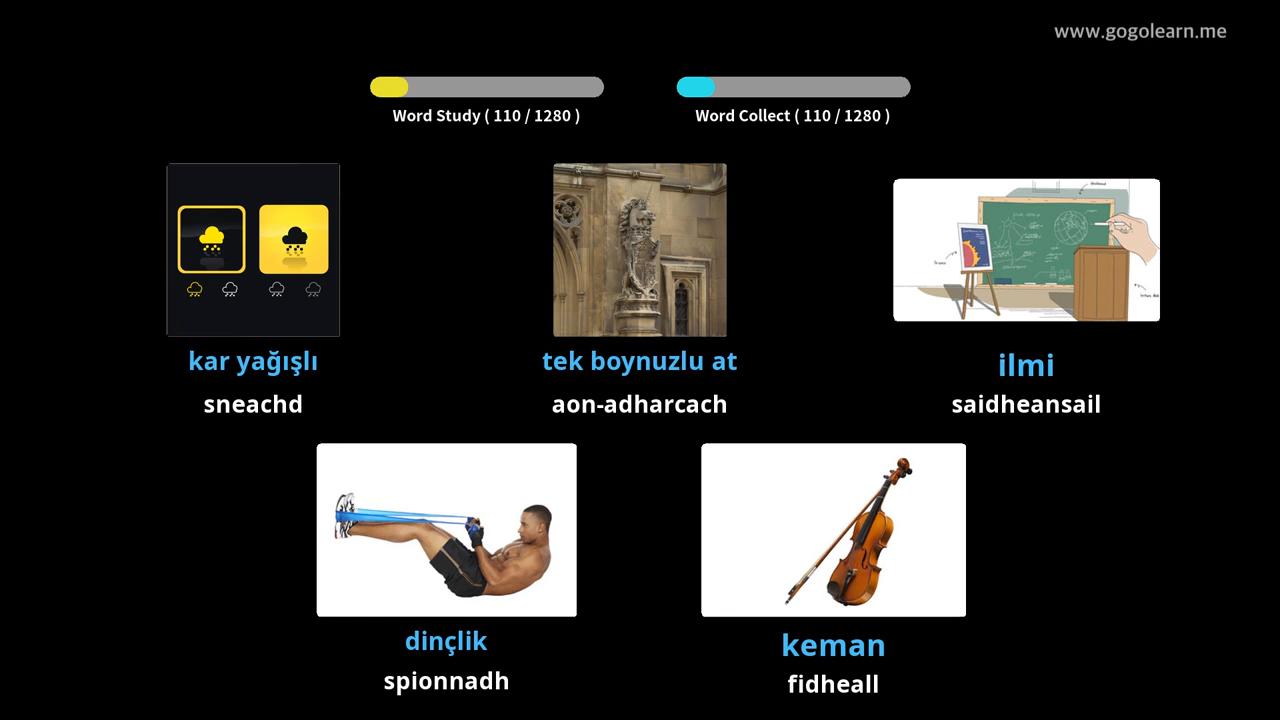 www.gogolearn.me
Word Study ( 110 / 1280 )
Word Collect ( 110 / 1280 )
kar yağışlı
sneachd
tek boynuzlu at
aon-adharcach
ilmi
saidheansail
dinçlik
spionnadh
keman
fidheall